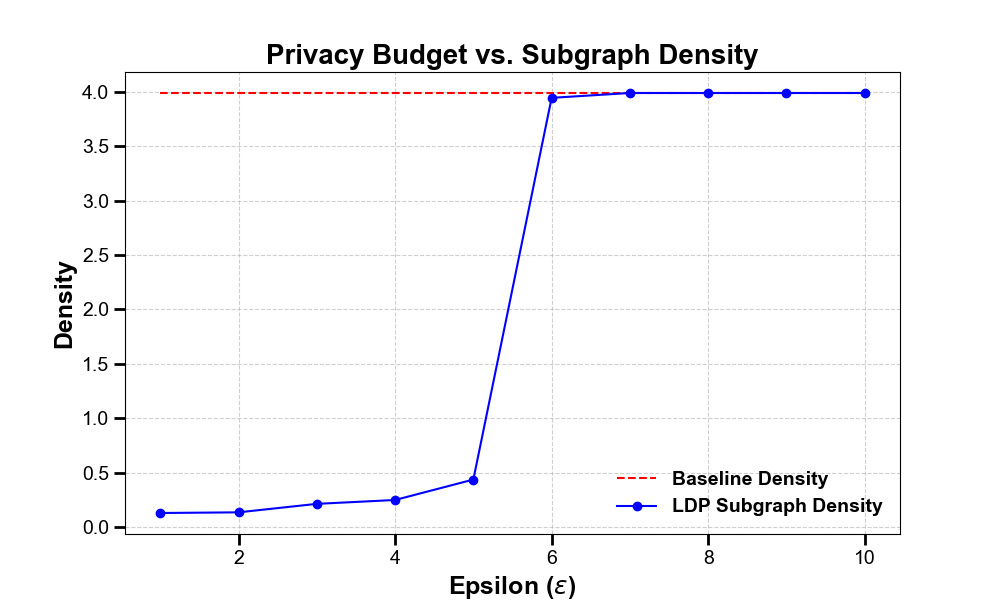 Privacy Budget vs. Subgraph Density
Density
4.0
3.5
3.0
2.5
2.0
1.5
1.0
0.5
0.0
Baseline Density
LDP Subgraph Density
2 4 6 8 10
Epsilon (ε)